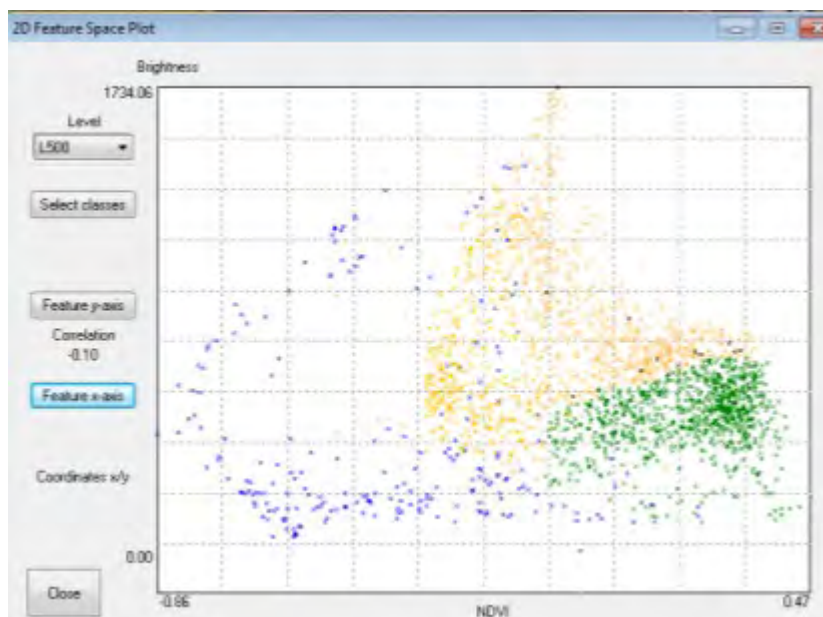 2D Feature Space Plot
Brightness
1734.06
Level
L500
Select classes
Feature y-axis
Correlation
-0.10
Feature x-axis
Coordinates x/y
0.00
Close
-0.86
NDVI
0.47